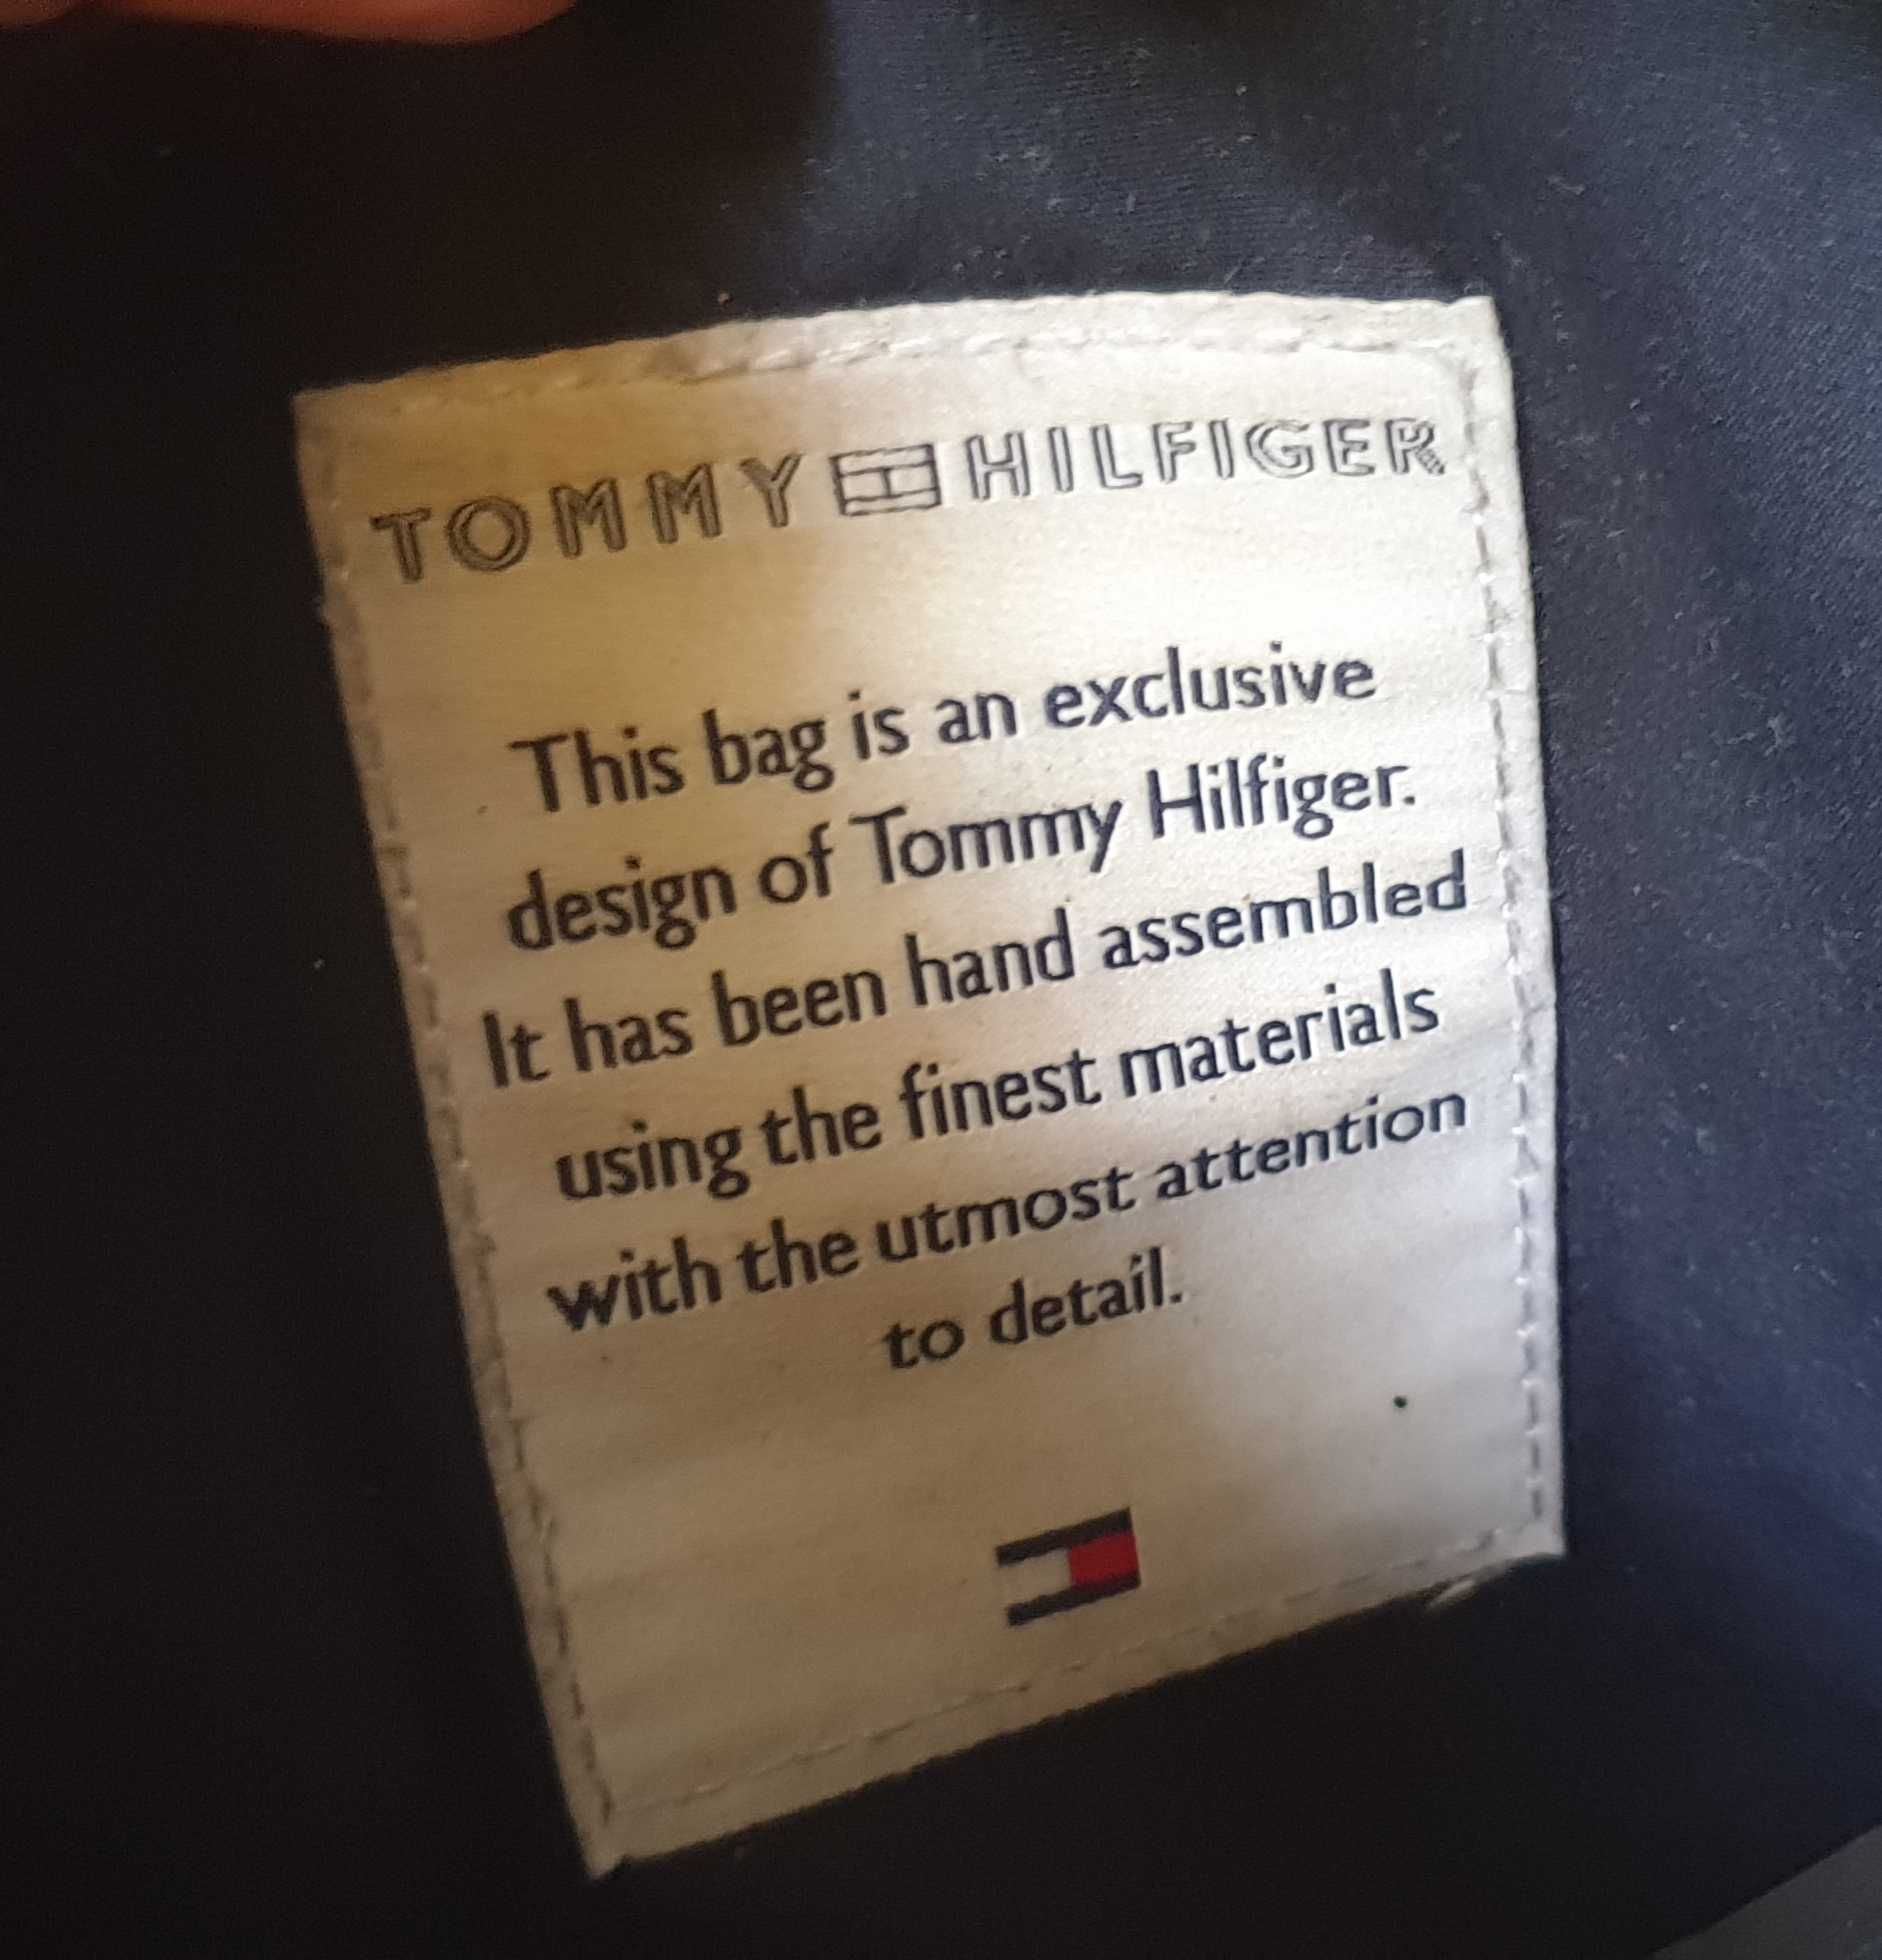 TOMMY HILFIGER
This bag is an exclusive
design of Tommy Hilfiger.
It has been hand assembled
using the finest materials
with the utmost attention
to detail.